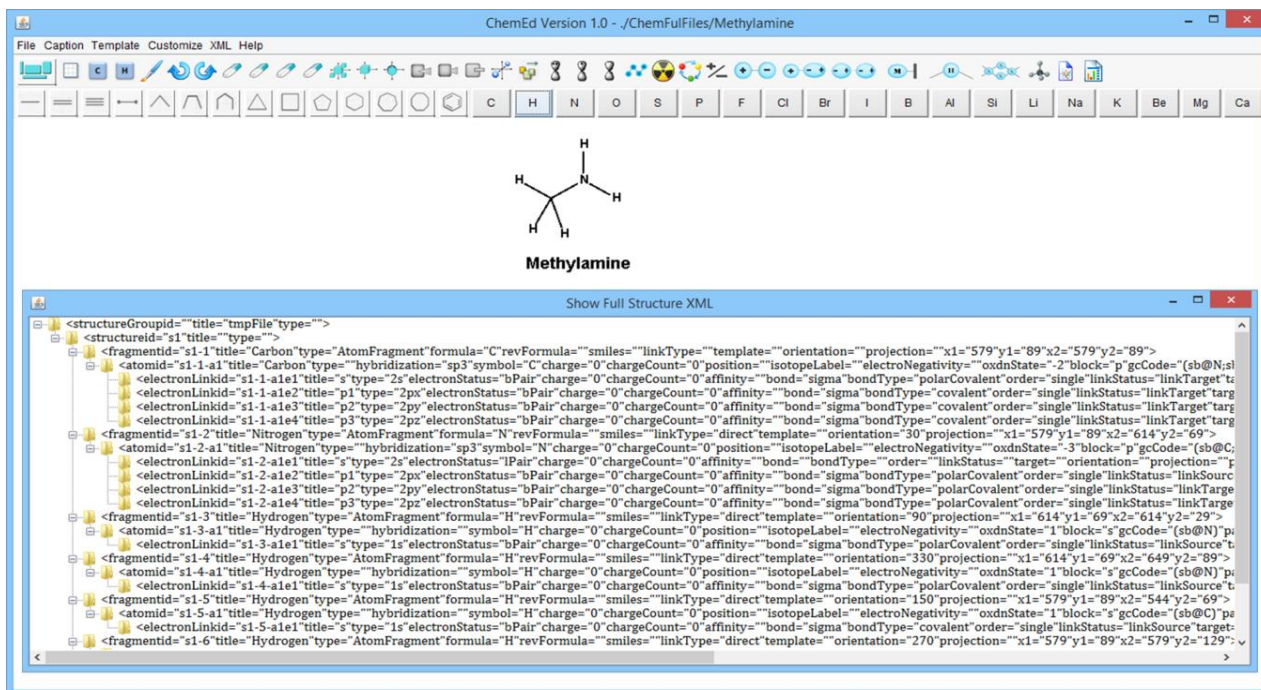 ChemEd Version 1.0 - ./ChemFulFiles/Methylamine
File Caption Template Customize XML Help
C H
C H N O S P F Cl Br I B Al Si Li Na K Be Mg Ca
H
H N
H
H H
Methylamine
Show Full Structure XML
<structureGroupid=""title="tmpFile"type="">
<structureid="s1"title=""type="">
<fragmentid="s1-1"title="Carbon"type="AtomFragment"formula="C"revFormula=""smiles=""linkType=""template=""orientation=""projection=""x1="579"y1="89"x2="579"y2="89">
<atomid="s1-1-a1"title="Carbon"type=""hybridization="sp3"symbol="C"charge="0"chargeCount="0"position=""isotopeLabel=""electroNegativity=""oxdnState="-2"block="p"gcCode="(sb@N;sl
<electronLinkid="s1-1-a1e1"title="s"type="2s"electronStatus="bPair"charge="0"chargeCount="0"affinity=""bond="sigma"bondType="polarCovalent"order="single"linkStatus="linkTarget"ta
<electronLinkid="s1-1-a1e2"title="p1"type="2px"electronStatus="bPair"charge="0"chargeCount="0"affinity=""bond="sigma"bondType="covalent"order="single"linkStatus="linkTarget"targ
<electronLinkid="s1-1-a1e3"title="p2"type="2py"electronStatus="bPair"charge="0"chargeCount="0"affinity=""bond="sigma"bondType="covalent"order="single"linkStatus="linkTarget"targ
<electronLinkid="s1-1-a1e4"title="p3"type="2pz"electronStatus="bPair"charge="0"chargeCount="0"affinity=""bond="sigma"bondType="covalent"order="single"linkStatus="linkTarget"targ
<fragmentid="s1-2"title="Nitrogen"type="AtomFragment"formula="N"revFormula=""smiles=""linkType="direct"template=""orientation="30"projection=""x1="579"y1="89"x2="614"y2="69">
<atomid="s1-2-a1"title="Nitrogen"type=""hybridization="sp3"symbol="N"charge="0"chargeCount="0"position=""isotopeLabel=""electroNegativity=""oxdnState="-3"block="p"gcCode="(sb@C;
<electronLinkid="s1-2-a1e1"title="s"type="2s"electronStatus="lPair"charge="0"chargeCount="0"affinity=""bond=""bondType=""order=""linkStatus=""target=""orientation=""projection=""p
<electronLinkid="s1-2-a1e2"title="p1"type="2px"electronStatus="bPair"charge="0"chargeCount="0"affinity=""bond="sigma"bondType="polarCovalent"order="single"linkStatus="linkSourc
<electronLinkid="s1-2-a1e3"title="p2"type="2py"electronStatus="bPair"charge="0"chargeCount="0"affinity=""bond="sigma"bondType="polarCovalent"order="single"linkStatus="linkTarge
<electronLinkid="s1-2-a1e4"title="p3"type="2pz"electronStatus="bPair"charge="0"chargeCount="0"affinity=""bond="sigma"bondType="polarCovalent"order="single"linkStatus="linkTarge
<fragmentid="s1-3"title="Hydrogen"type="AtomFragment"formula="H"revFormula=""smiles=""linkType="direct"template=""orientation="90"projection=""x1="614"y1="69"x2="614"y2="29">
<atomid="s1-3-a1"title="Hydrogen"type=""hybridization=""symbol="H"charge="0"chargeCount="0"position=""isotopeLabel=""electroNegativity=""oxdnState="1"block="s"gcCode="(sb@N)"pa
<electronLinkid="s1-3-a1e1"title="s"type="1s"electronStatus="bPair"charge="0"chargeCount="0"affinity=""bond="sigma"bondType="polarCovalent"order="single"linkStatus="linkSource"t
<fragmentid="s1-4"title="Hydrogen"type="AtomFragment"formula="H"revFormula=""smiles=""linkType="direct"template=""orientation="330"projection=""x1="614"y1="69"x2="649"y2="89">
<atomid="s1-4-a1"title="Hydrogen"type=""hybridization=""symbol="H"charge="0"chargeCount="0"position=""isotopeLabel=""electroNegativity=""oxdnState="1"block="s"gcCode="(sb@N)"pa
<electronLinkid="s1-4-a1e1"title="s"type="1s"electronStatus="bPair"charge="0"chargeCount="0"affinity=""bond="sigma"bondType="polarCovalent"order="single"linkStatus="linkSource"t
<fragmentid="s1-5"title="Hydrogen"type="AtomFragment"formula="H"revFormula=""smiles=""linkType="direct"template=""orientation="150"projection=""x1="579"y1="89"x2="544"y2="69">
<atomid="s1-5-a1"title="Hydrogen"type=""hybridization=""symbol="H"charge="0"chargeCount="0"position=""isotopeLabel=""electroNegativity=""oxdnState="1"block="s"gcCode="(sb@C)"pa
<electronLinkid="s1-5-a1e1"title="s"type="1s"electronStatus="bPair"charge="0"chargeCount="0"affinity=""bond="sigma"bondType="covalent"order="single"linkStatus="linkSource"target=
<fragmentid="s1-6"title="Hydrogen"type="AtomFragment"formula="H"revFormula=""smiles=""linkType="direct"template=""orientation="270"projection=""x1="579"y1="89"x2="579"y2="129">